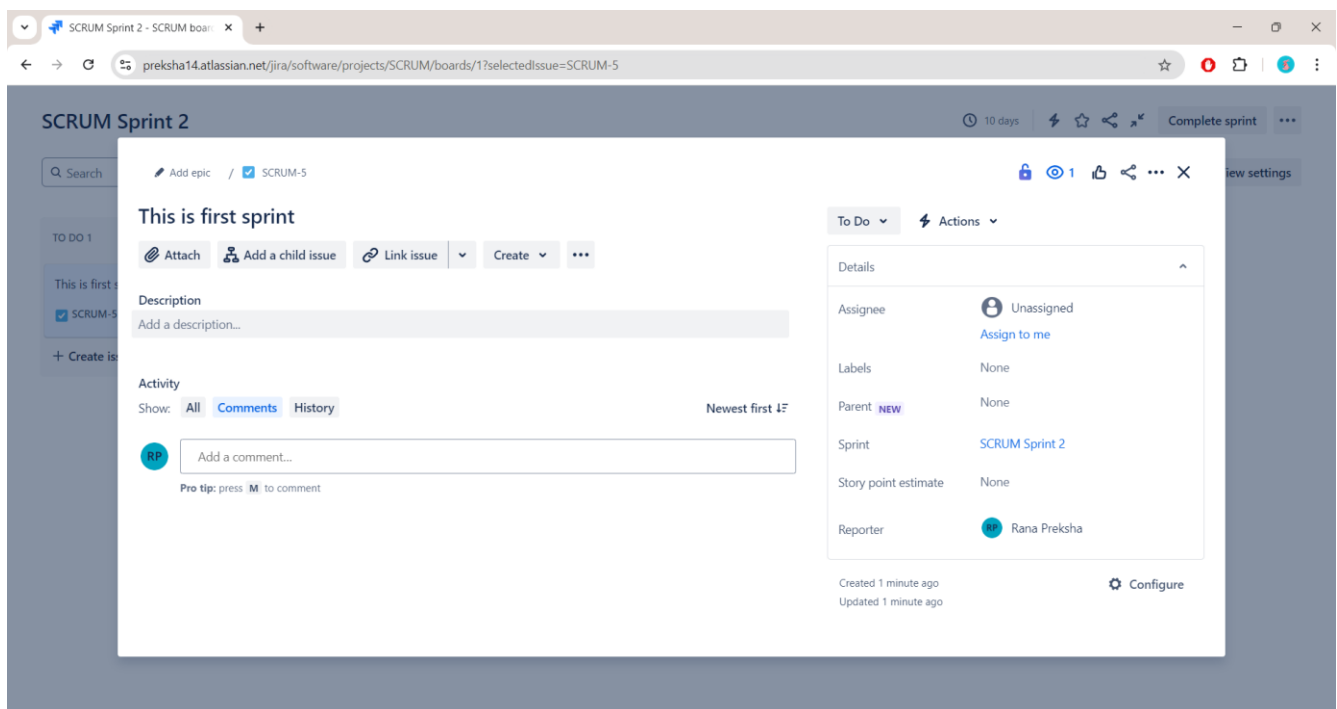 SCRUM Sprint 2 - SCRUM boar
preksha14.atlassian.net/jira/software/projects/SCRUM/boards/1?selectedIssue=SCRUM-5
SCRUM Sprint 2
10 days
Complete sprint
Search
iew settings
TO DO 1
This is first s
SCRUM-5
+ Create is
Add epic / SCRUM-5
1
This is first sprint
Attach
Add a child issue
Link issue
Create
Description
Add a description...
Activity
Show: All Comments History
Newest first
RP
Add a comment...
Pro tip: press M to comment
To Do
Actions
Details
Assignee
Unassigned
Assign to me
Labels
None
Parent NEW
None
Sprint
SCRUM Sprint 2
Story point estimate
None
Reporter
RP Rana Preksha
Created 1 minute ago
Updated 1 minute ago
Configure